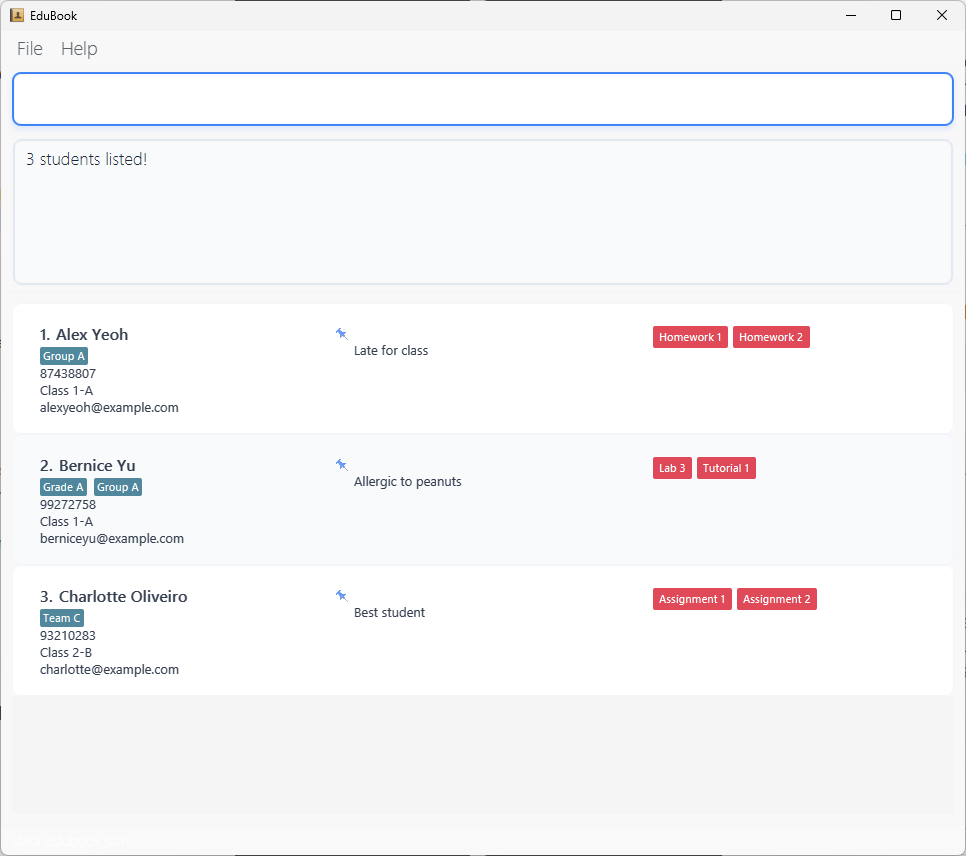 EduBook
File Help
3 students listed!
1. Alex Yeoh
Group A
87438807
Class 1-A
alexyeoh@example.com
Late for class
Homework 1 Homework 2
2. Bernice Yu
Grade A Group A
99272758
Class 1-A
berniceyu@example.com
Allergic to peanuts
Lab 3 Tutorial 1
3. Charlotte Oliveiro
Team C
93210283
Class 2-B
charlotte@example.com
Best student
Assignment 1 Assignment 2